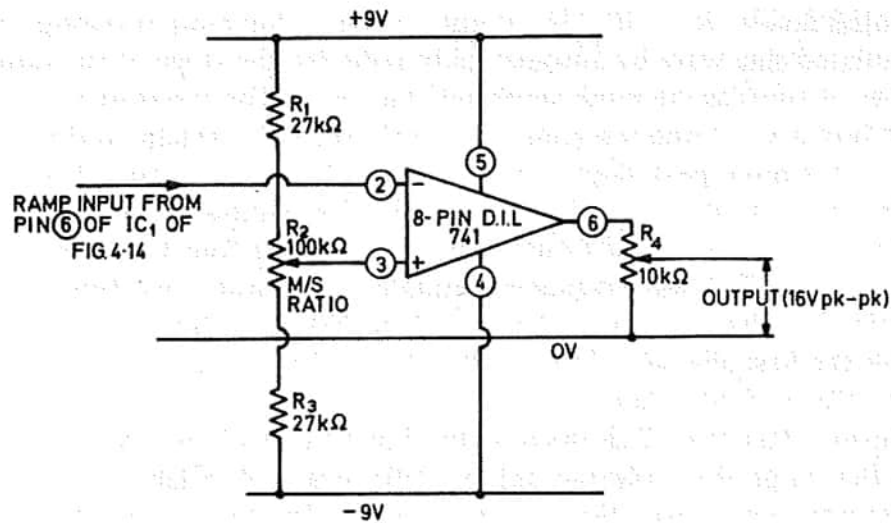 +9V
R1
27kΩ
5
2
−
RAMP INPUT FROM
PIN 6 OF IC1 OF
FIG.4-14
8-PIN D.I.L
741
6
R2
100kΩ
3
+
M/S
RATIO
4
R4
10kΩ
OUTPUT (16V pk-pk)
0V
R3
27kΩ
−9V